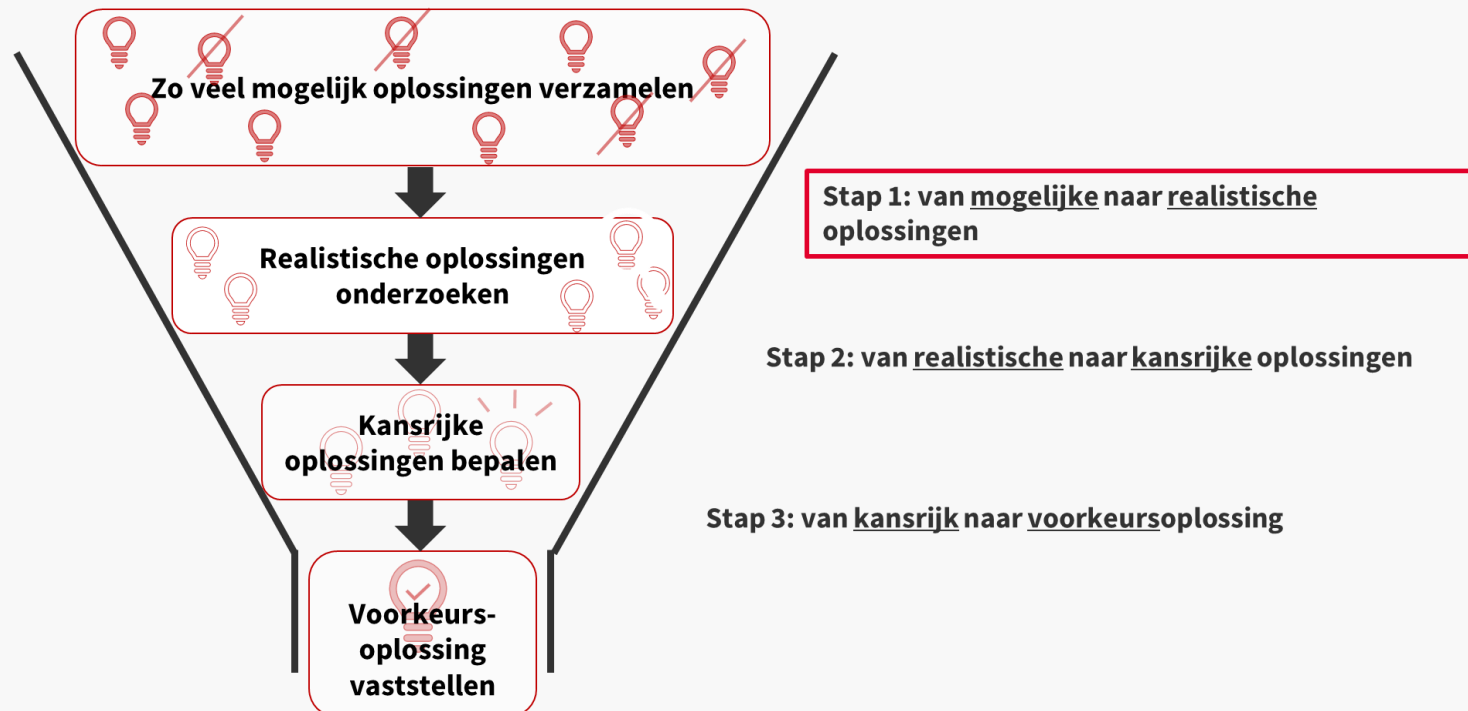 Zo veel mogelijk oplossingen verzamelen
Stap 1: van mogelijke naar realistische
oplossingen
Realistische oplossingen
onderzoeken
Stap 2: van realistische naar kansrijke oplossingen
Kansrijke
oplossingen bepalen
Stap 3: van kansrijk naar voorkeursoplossing
Voorkeurs-
oplossing
vaststellen